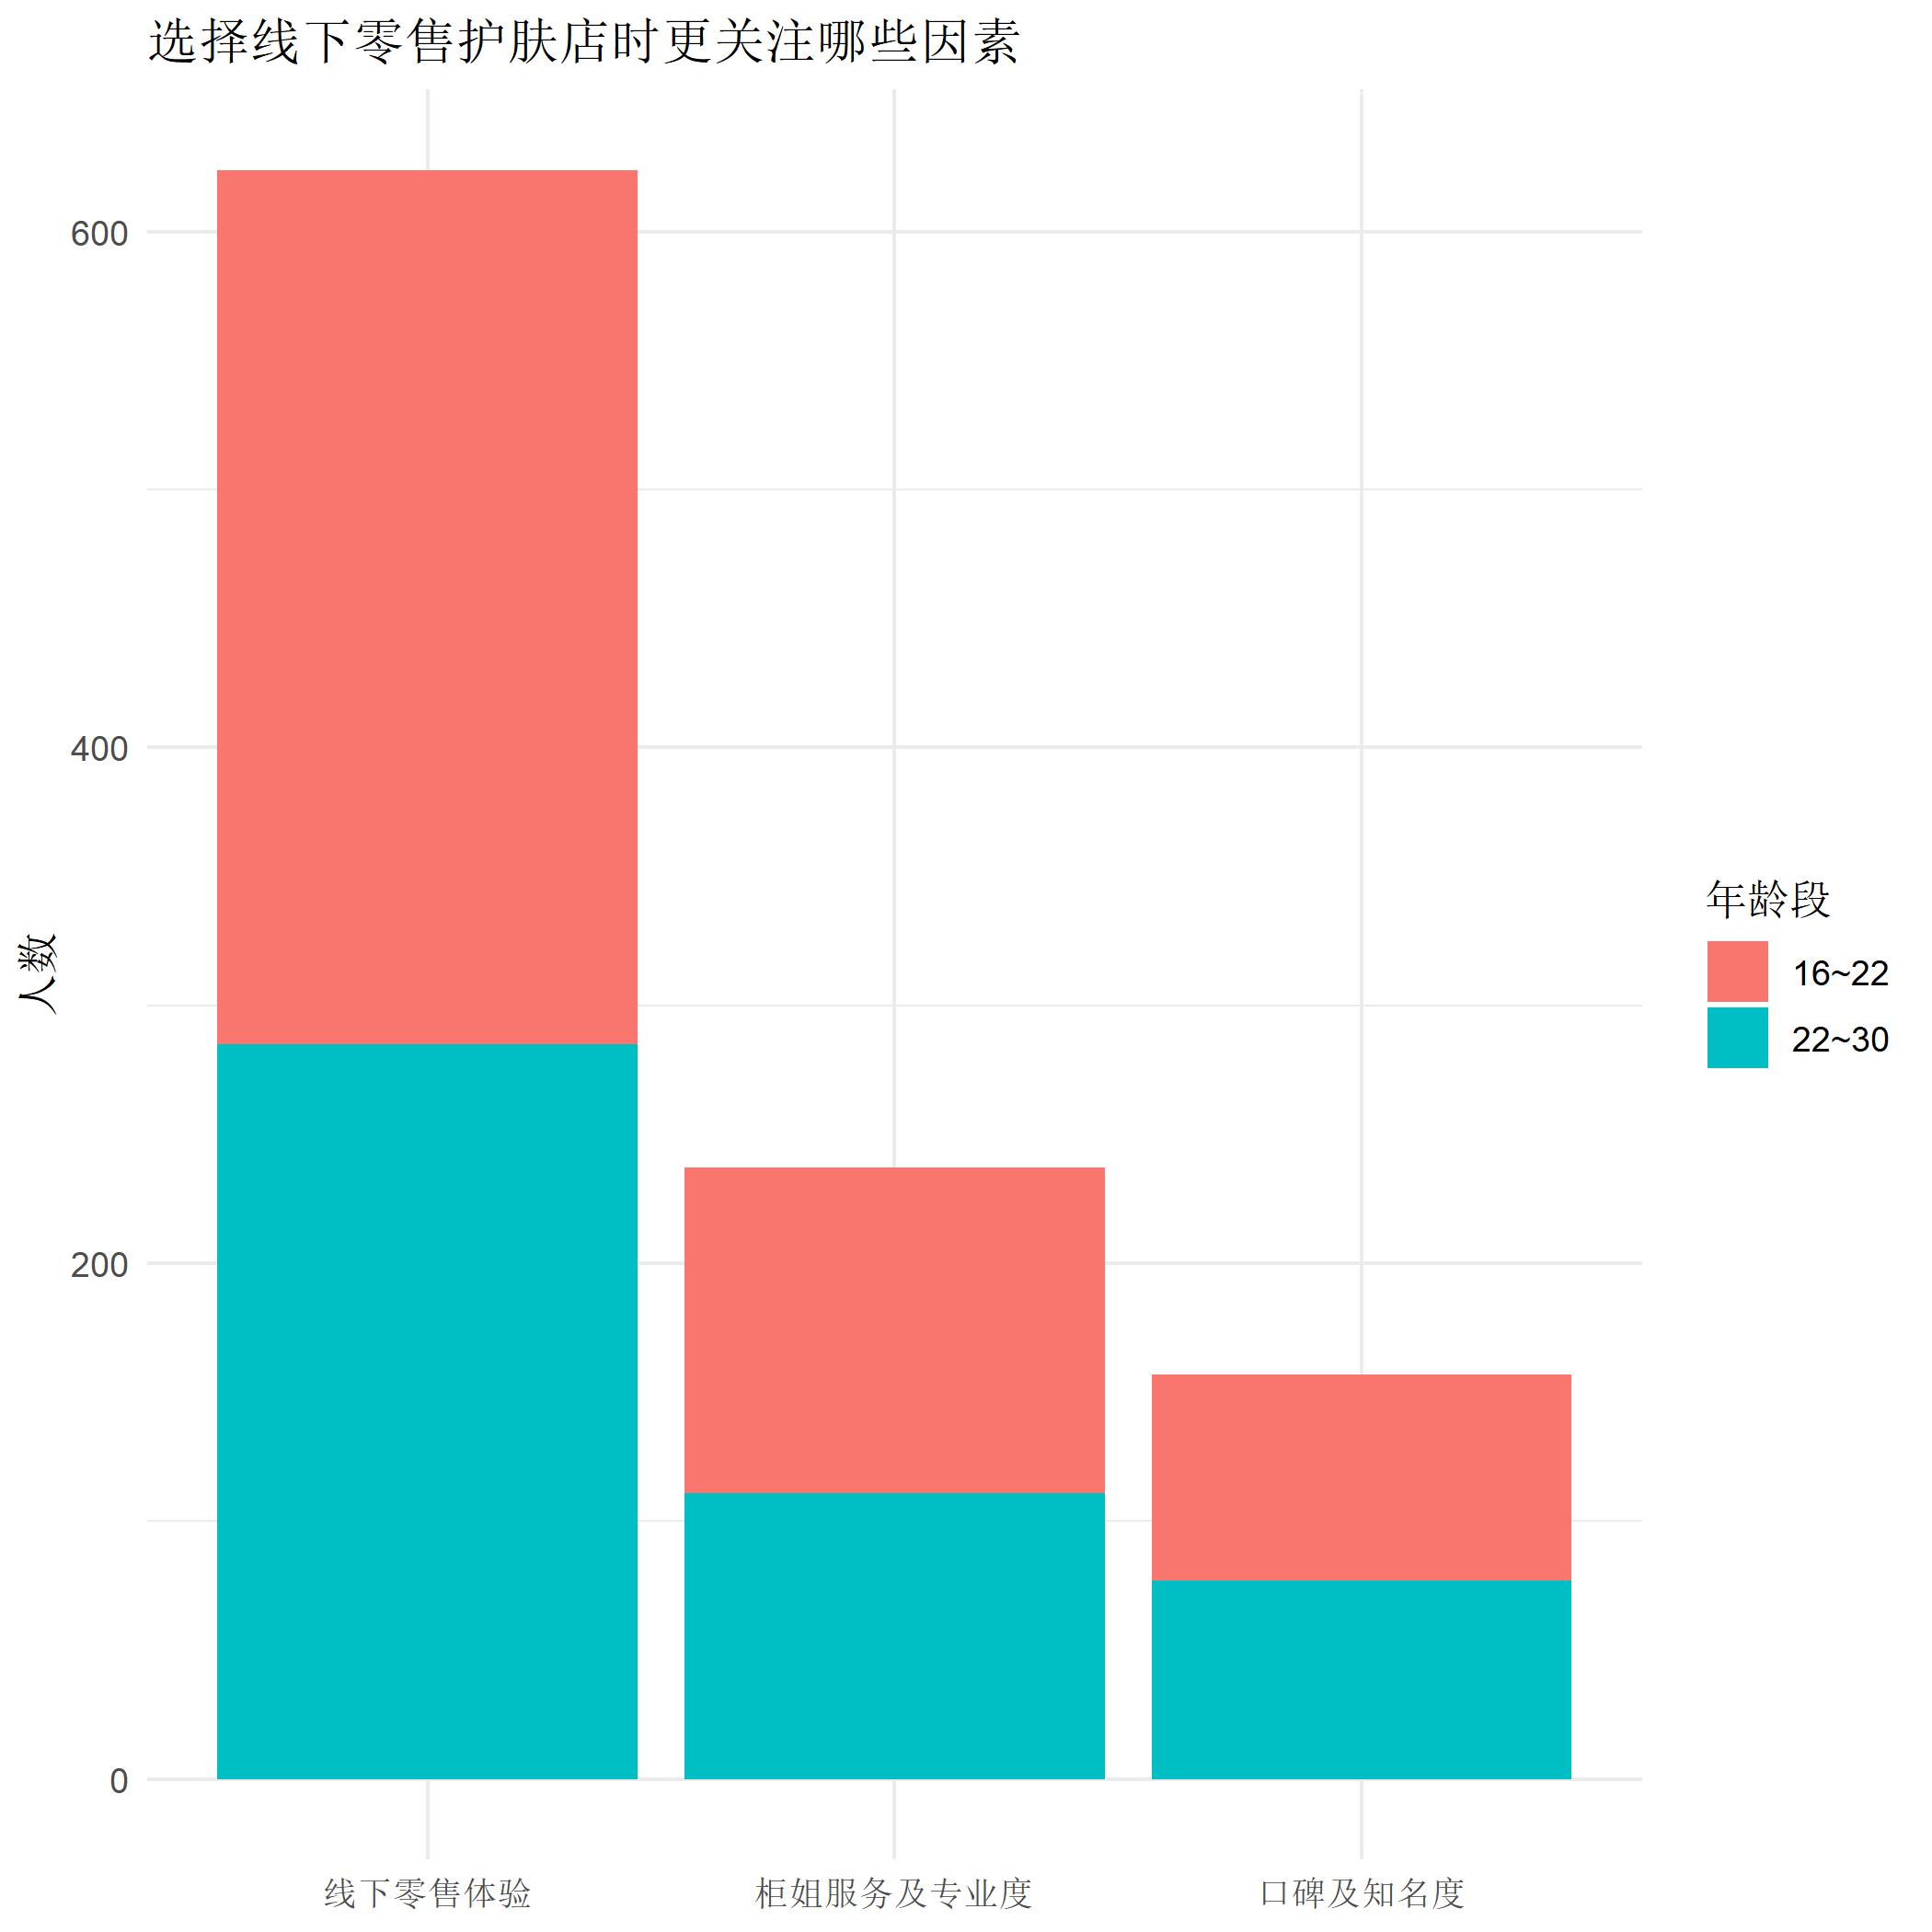 选择线下零售护肤店时更关注哪些因素
人数
600
400
200
0
线下零售体验
柜姐服务及专业度
口碑及知名度
年龄段
16~22
22~30